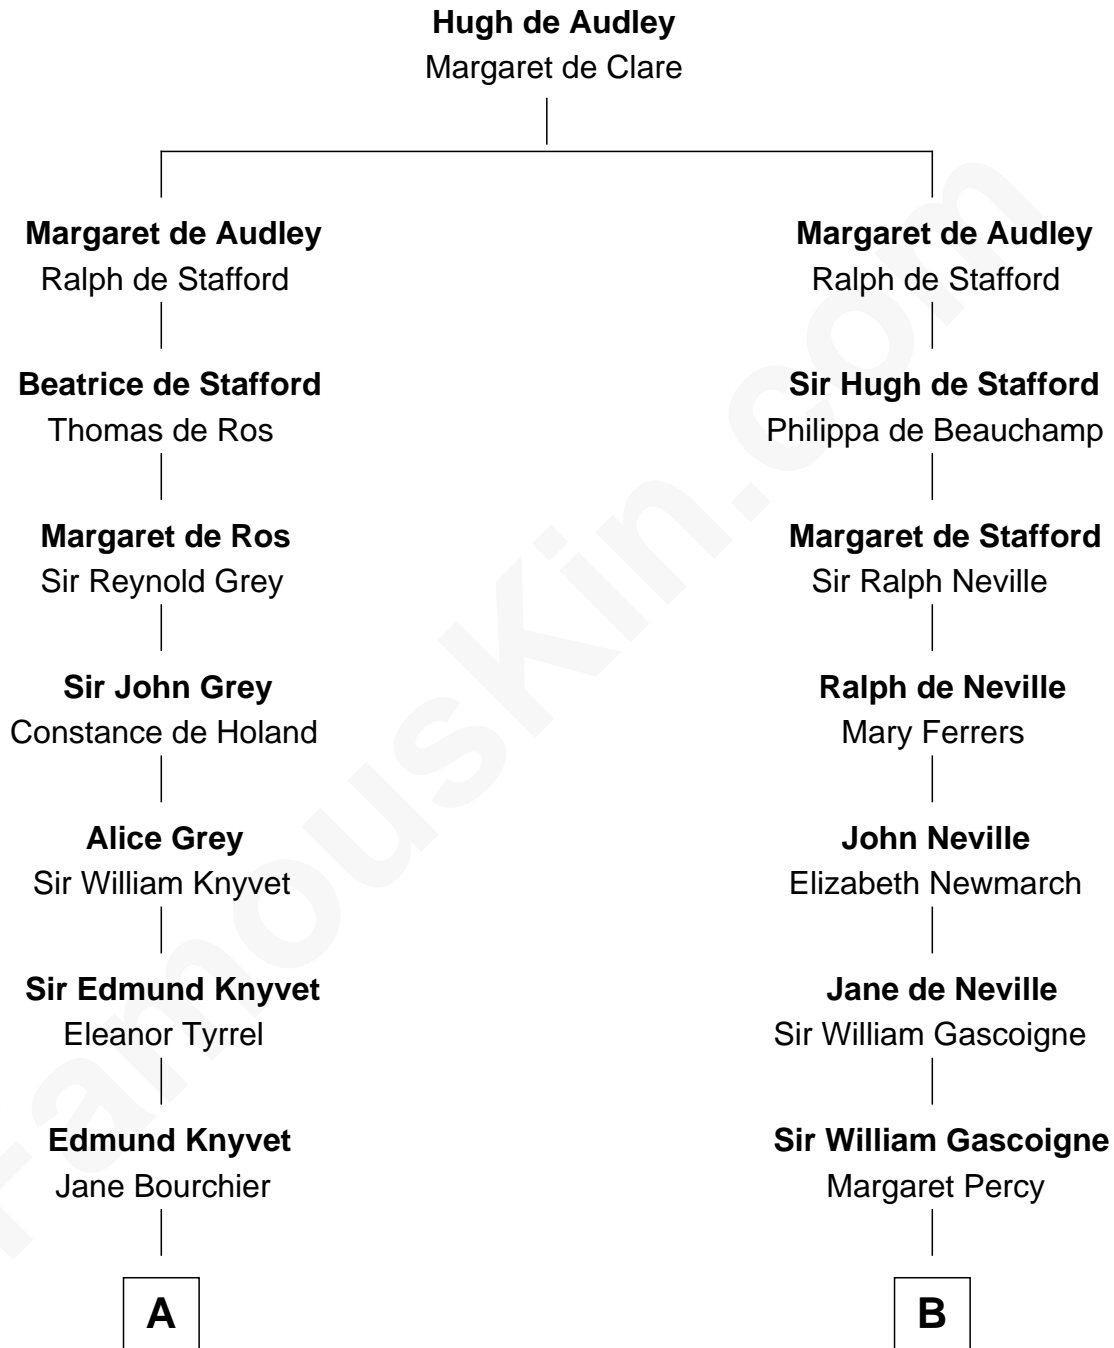 Hugh de Audley
Margaret de Clare
Margaret de Audley
Ralph de Stafford
Beatrice de Stafford
Thomas de Ros
Margaret de Ros
Sir Reynold Grey
Sir John Grey
Constance de Holand
Alice Grey
Sir William Knyvet
Sir Edmund Knyvet
Eleanor Tyrrel
Edmund Knyvet
Jane Bourchier
A
Margaret de Audley
Ralph de Stafford
Sir Hugh de Stafford
Philippa de Beauchamp
Margaret de Stafford
Sir Ralph Neville
Ralph de Neville
Mary Ferrers
John Neville
Elizabeth Newmarch
Jane de Neville
Sir William Gascoigne
Sir William Gascoigne
Margaret Percy
B
FamousKin.com